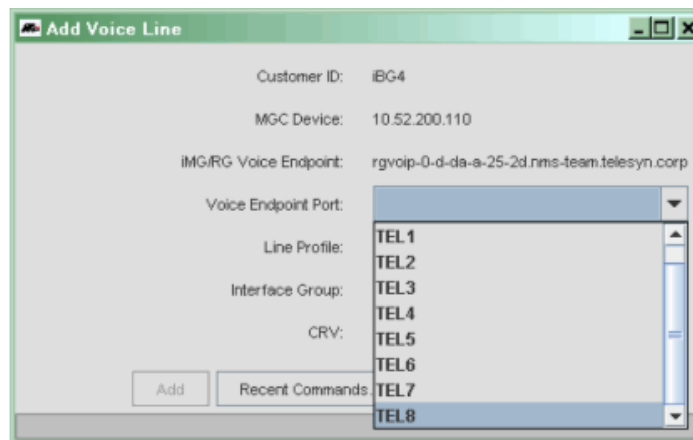 Add Voice Line
Customer ID: iBG4
MGC Device: 10.52.200.110
iMG/RG Voice Endpoint: rgvoip-0-d-da-a-25-2d.nms-team.telesyn.corp
Voice Endpoint Port:
Line Profile:
Interface Group:
CRV:
TEL1
TEL2
TEL3
TEL4
TEL5
TEL6
TEL7
TEL8
Add
Recent Commands.